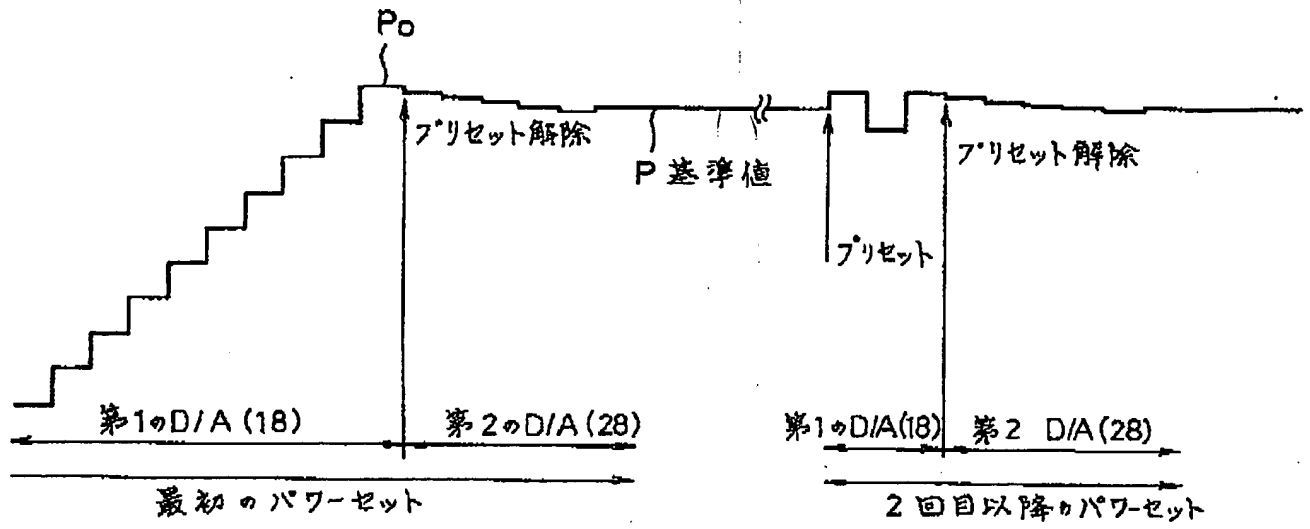 Po
プリセット解除
P 基準値
プリセット
プリセット解除
第1のD/A(18)
第2のD/A(28)
第1のD/A(18)
第2 D/A(28)
最初のパワーセット
2回目以降のパワーセット